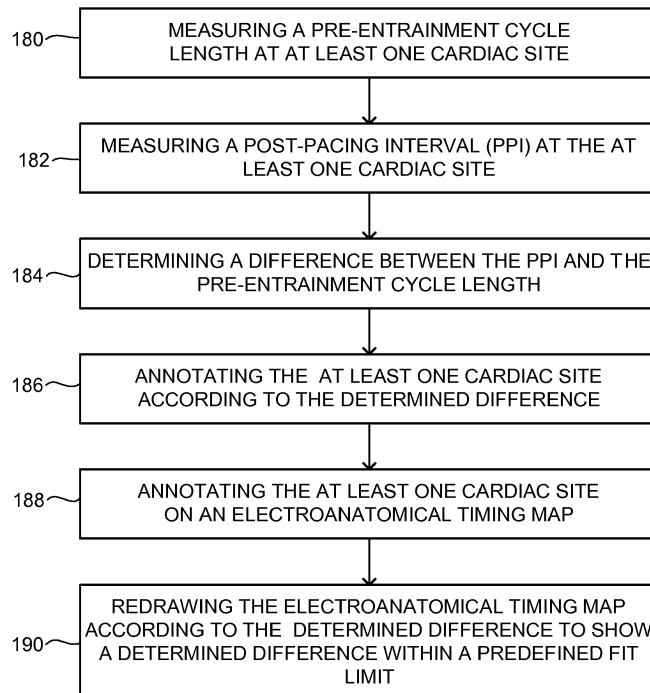 180
MEASURING A PRE-ENTRAINMENT CYCLE
LENGTH AT AT LEAST ONE CARDIAC SITE
182
MEASURING A POST-PACING INTERVAL (PPI) AT THE AT
LEAST ONE CARDIAC SITE
184
DETERMINING A DIFFERENCE BETWEEN THE PPI AND THE
PRE-ENTRAINMENT CYCLE LENGTH
186
ANNOTATING THE AT LEAST ONE CARDIAC SITE
ACCORDING TO THE DETERMINED DIFFERENCE
188
ANNOTATING THE AT LEAST ONE CARDIAC SITE
ON AN ELECTROANATOMICAL TIMING MAP
190
REDRAWING THE ELECTROANATOMICAL TIMING MAP
ACCORDING TO THE DETERMINED DIFFERENCE TO SHOW
A DETERMINED DIFFERENCE WITHIN A PREDEFINED FIT
LIMIT